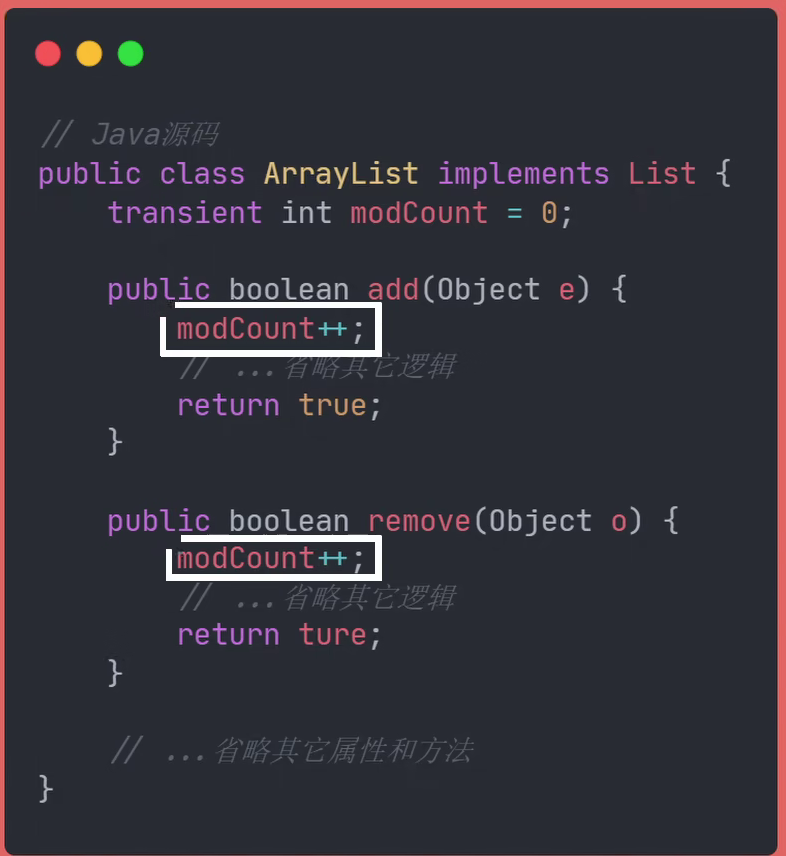 // Java源码
public class ArrayList implements List {
transient int modCount = 0;
public boolean add(Object e) {
modCount++;
// ...省略其它逻辑
return true;
}
public boolean remove(Object o) {
modCount++;
// ...省略其它逻辑
return ture;
}
// ...省略其它属性和方法
}